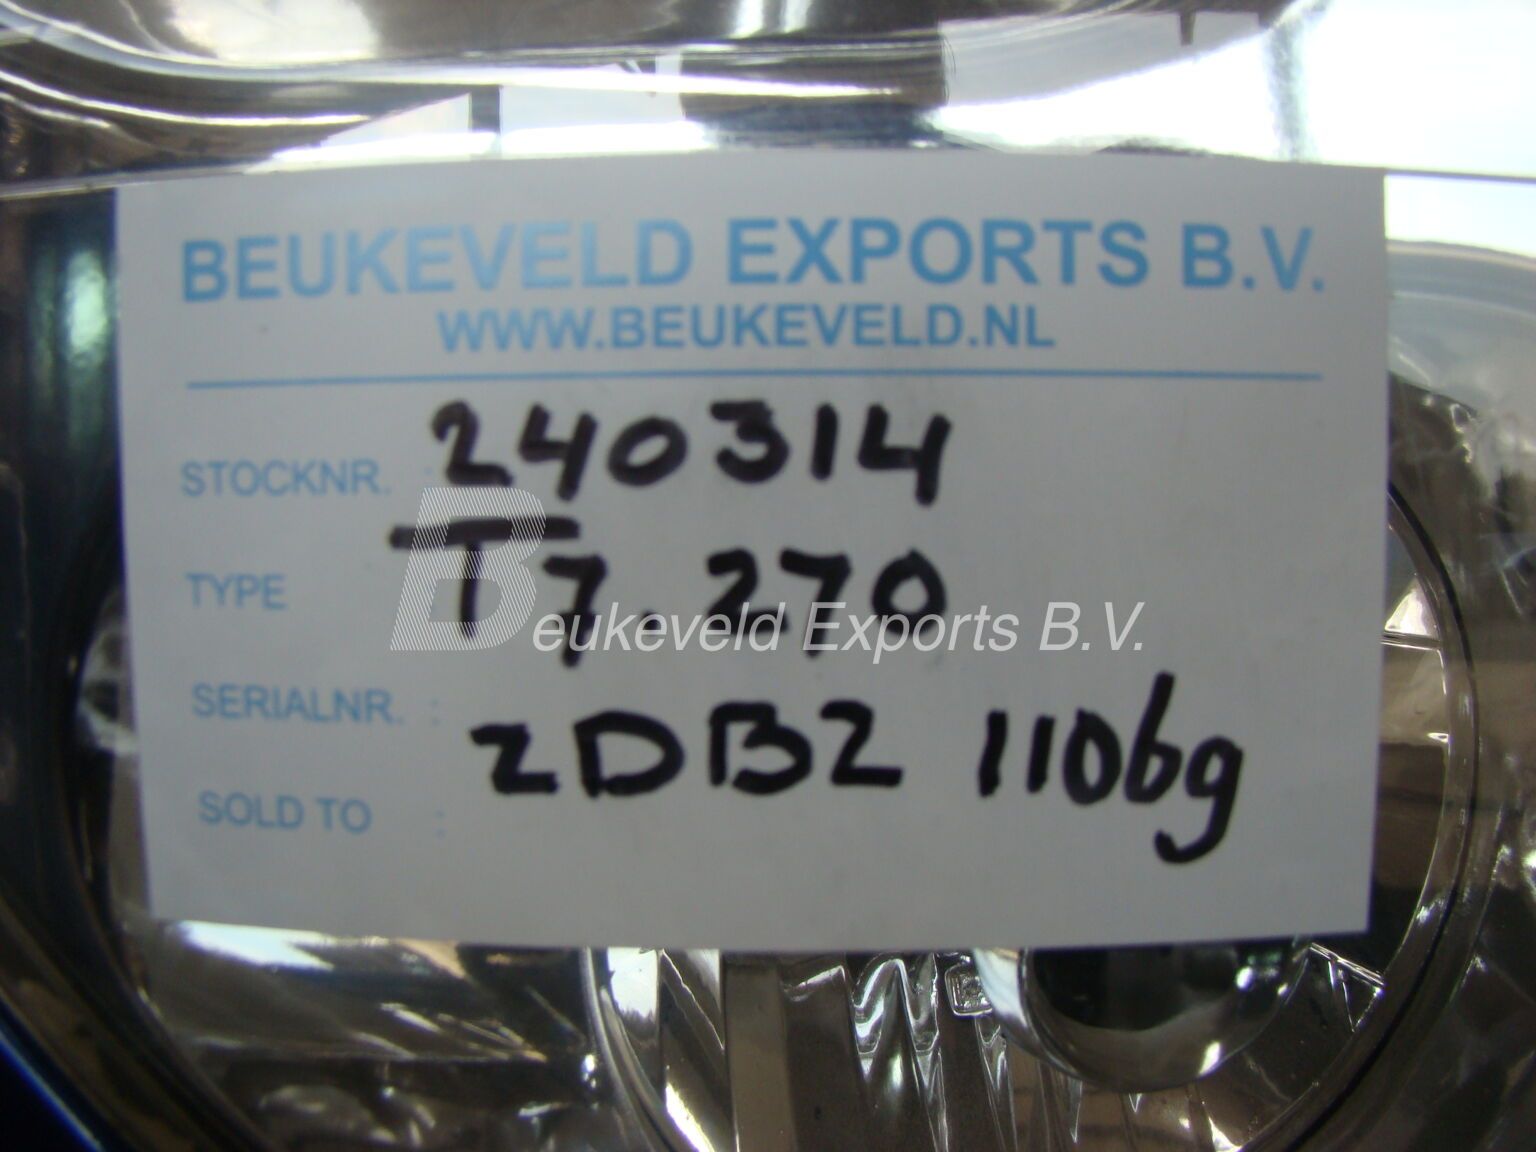 BEUKEVELD EXPORTS B.V.
WWW.BEUKEVELD.NL
STOCKNR. : 240314
TYPE T7.270
Beukeveld Exports B.V.
SERIALNR. : ZDBZ 11069
SOLD TO :